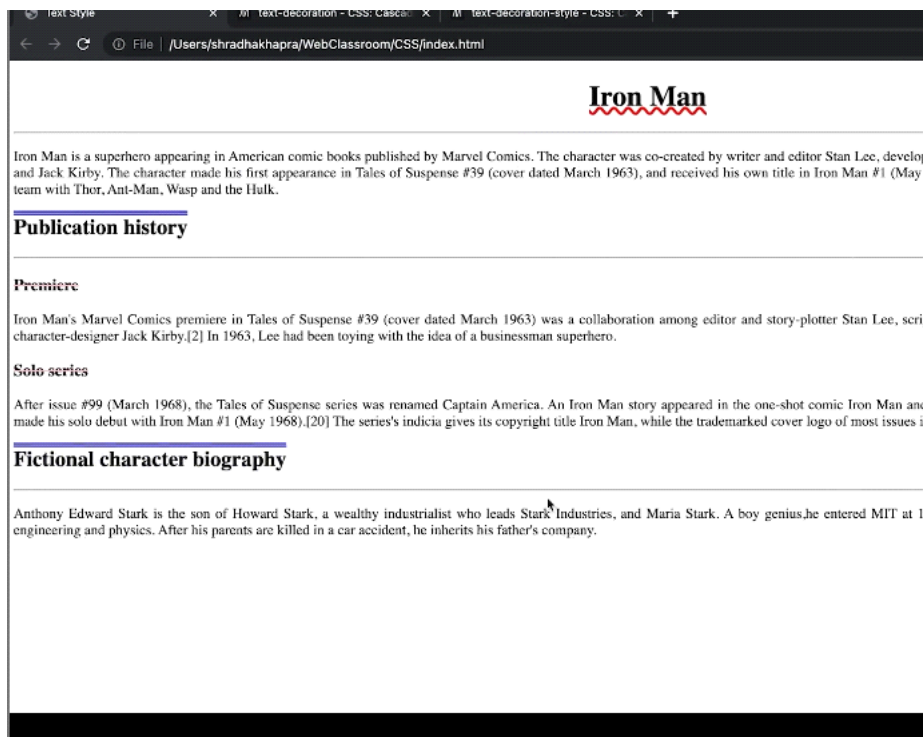 Text Style
text-decoration - CSS: Cascad
text-decoration-style - CSS: C
File | /Users/shradhakhapra/WebClassroom/CSS/index.html
Iron Man
Iron Man is a superhero appearing in American comic books published by Marvel Comics. The character was co-created by writer and editor Stan Lee, develop
and Jack Kirby. The character made his first appearance in Tales of Suspense #39 (cover dated March 1963), and received his own title in Iron Man #1 (May
team with Thor, Ant-Man, Wasp and the Hulk.
Publication history
Premiere
Iron Man's Marvel Comics premiere in Tales of Suspense #39 (cover dated March 1963) was a collaboration among editor and story-plotter Stan Lee, scri
character-designer Jack Kirby.[2] In 1963, Lee had been toying with the idea of a businessman superhero.
Solo series
After issue #99 (March 1968), the Tales of Suspense series was renamed Captain America. An Iron Man story appeared in the one-shot comic Iron Man and
made his solo debut with Iron Man #1 (May 1968).[20] The series's indicia gives its copyright title Iron Man, while the trademarked cover logo of most issues i
Fictional character biography
Anthony Edward Stark is the son of Howard Stark, a wealthy industrialist who leads Stark Industries, and Maria Stark. A boy genius,he entered MIT at 1
engineering and physics. After his parents are killed in a car accident, he inherits his father's company.